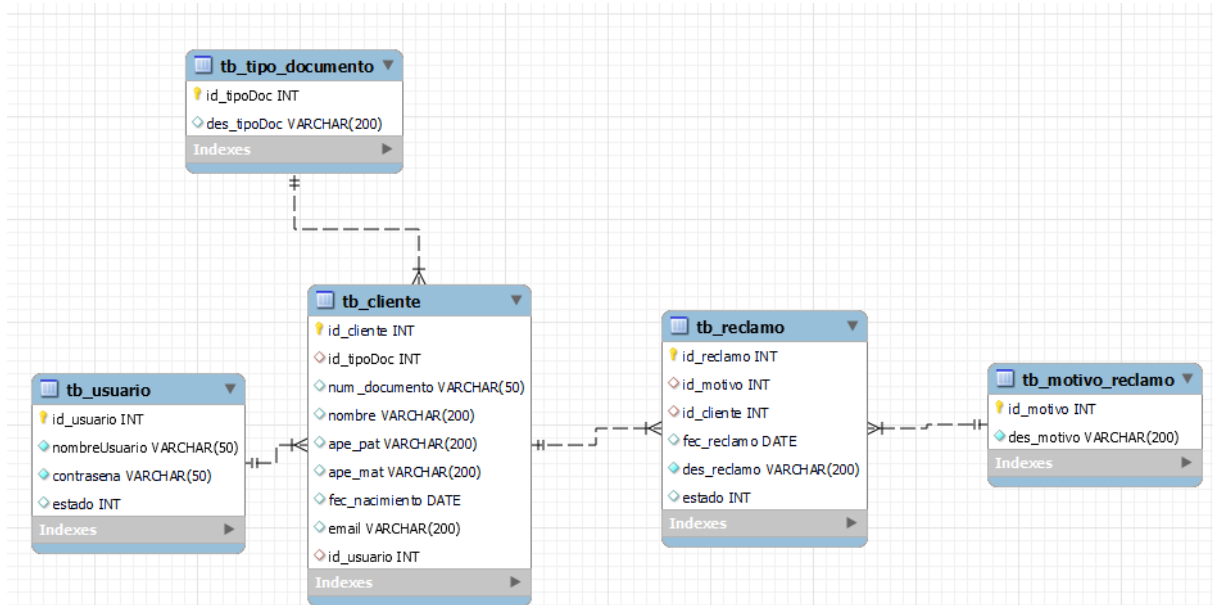 tb_tipo_documento
id_tipoDoc INT
des_tipoDoc VARCHAR(200)
Indexes
tb_cliente
id_cliente INT
id_tipoDoc INT
num_documento VARCHAR(50)
nombre VARCHAR(200)
ape_pat VARCHAR(200)
ape_mat VARCHAR(200)
fec_nacimiento DATE
email VARCHAR(200)
id_usuario INT
Indexes
tb_usuario
id_usuario INT
nombreUsuario VARCHAR(50)
contrasena VARCHAR(50)
estado INT
Indexes
tb_reclamo
id_reclamo INT
id_motivo INT
id_cliente INT
fec_reclamo DATE
des_reclamo VARCHAR(200)
estado INT
Indexes
tb_motivo_reclamo
id_motivo INT
des_motivo VARCHAR(200)
Indexes